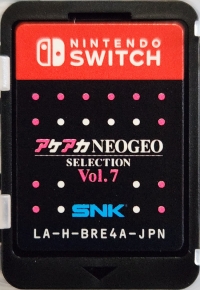 NINTENDO
SWITCH
アケアカNEOGEO
SELECTION
Vol.7
SNK
LA-H-BRE4A-JPN